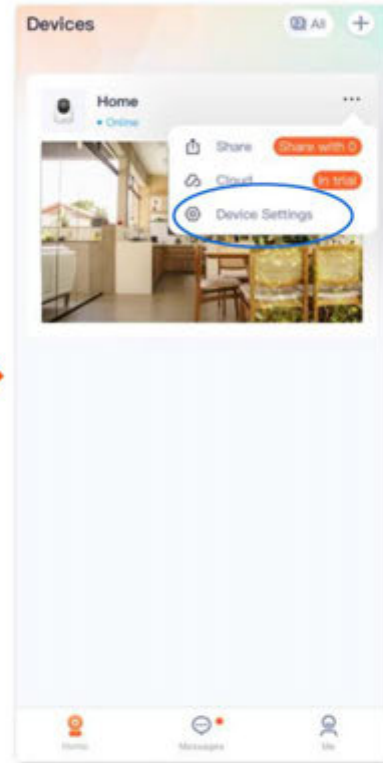 Devices
All
Home
• Online
Share
Share with 0
Cloud
In trial
Device Settings
Home
Messages
Me